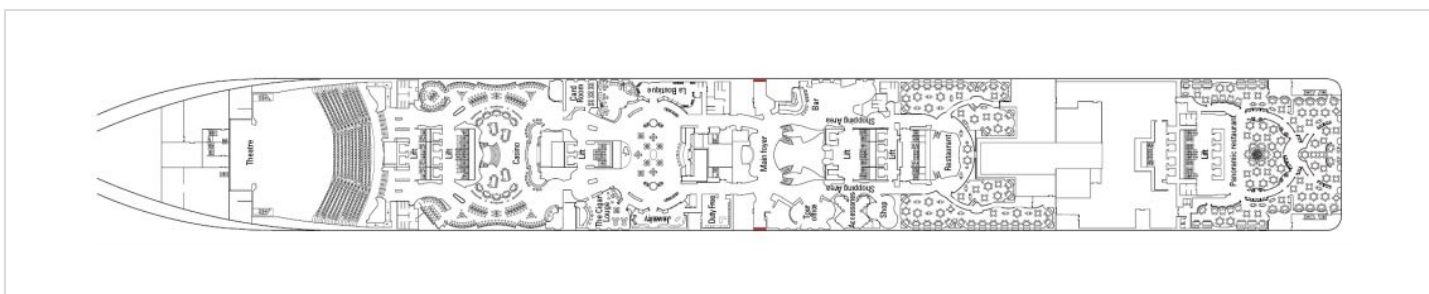 Theatre
Lift
Lift
Casino
Card
Room
Lift
The Cigar
Lounge
La Boutique
Jewellry
Duty Free
Main foyer
Bar
Tour
office
Shopping Area
Shopping Area
Lift
Accessories
Shop
Lift
Restaurant
Lift
Panoramic restaurant